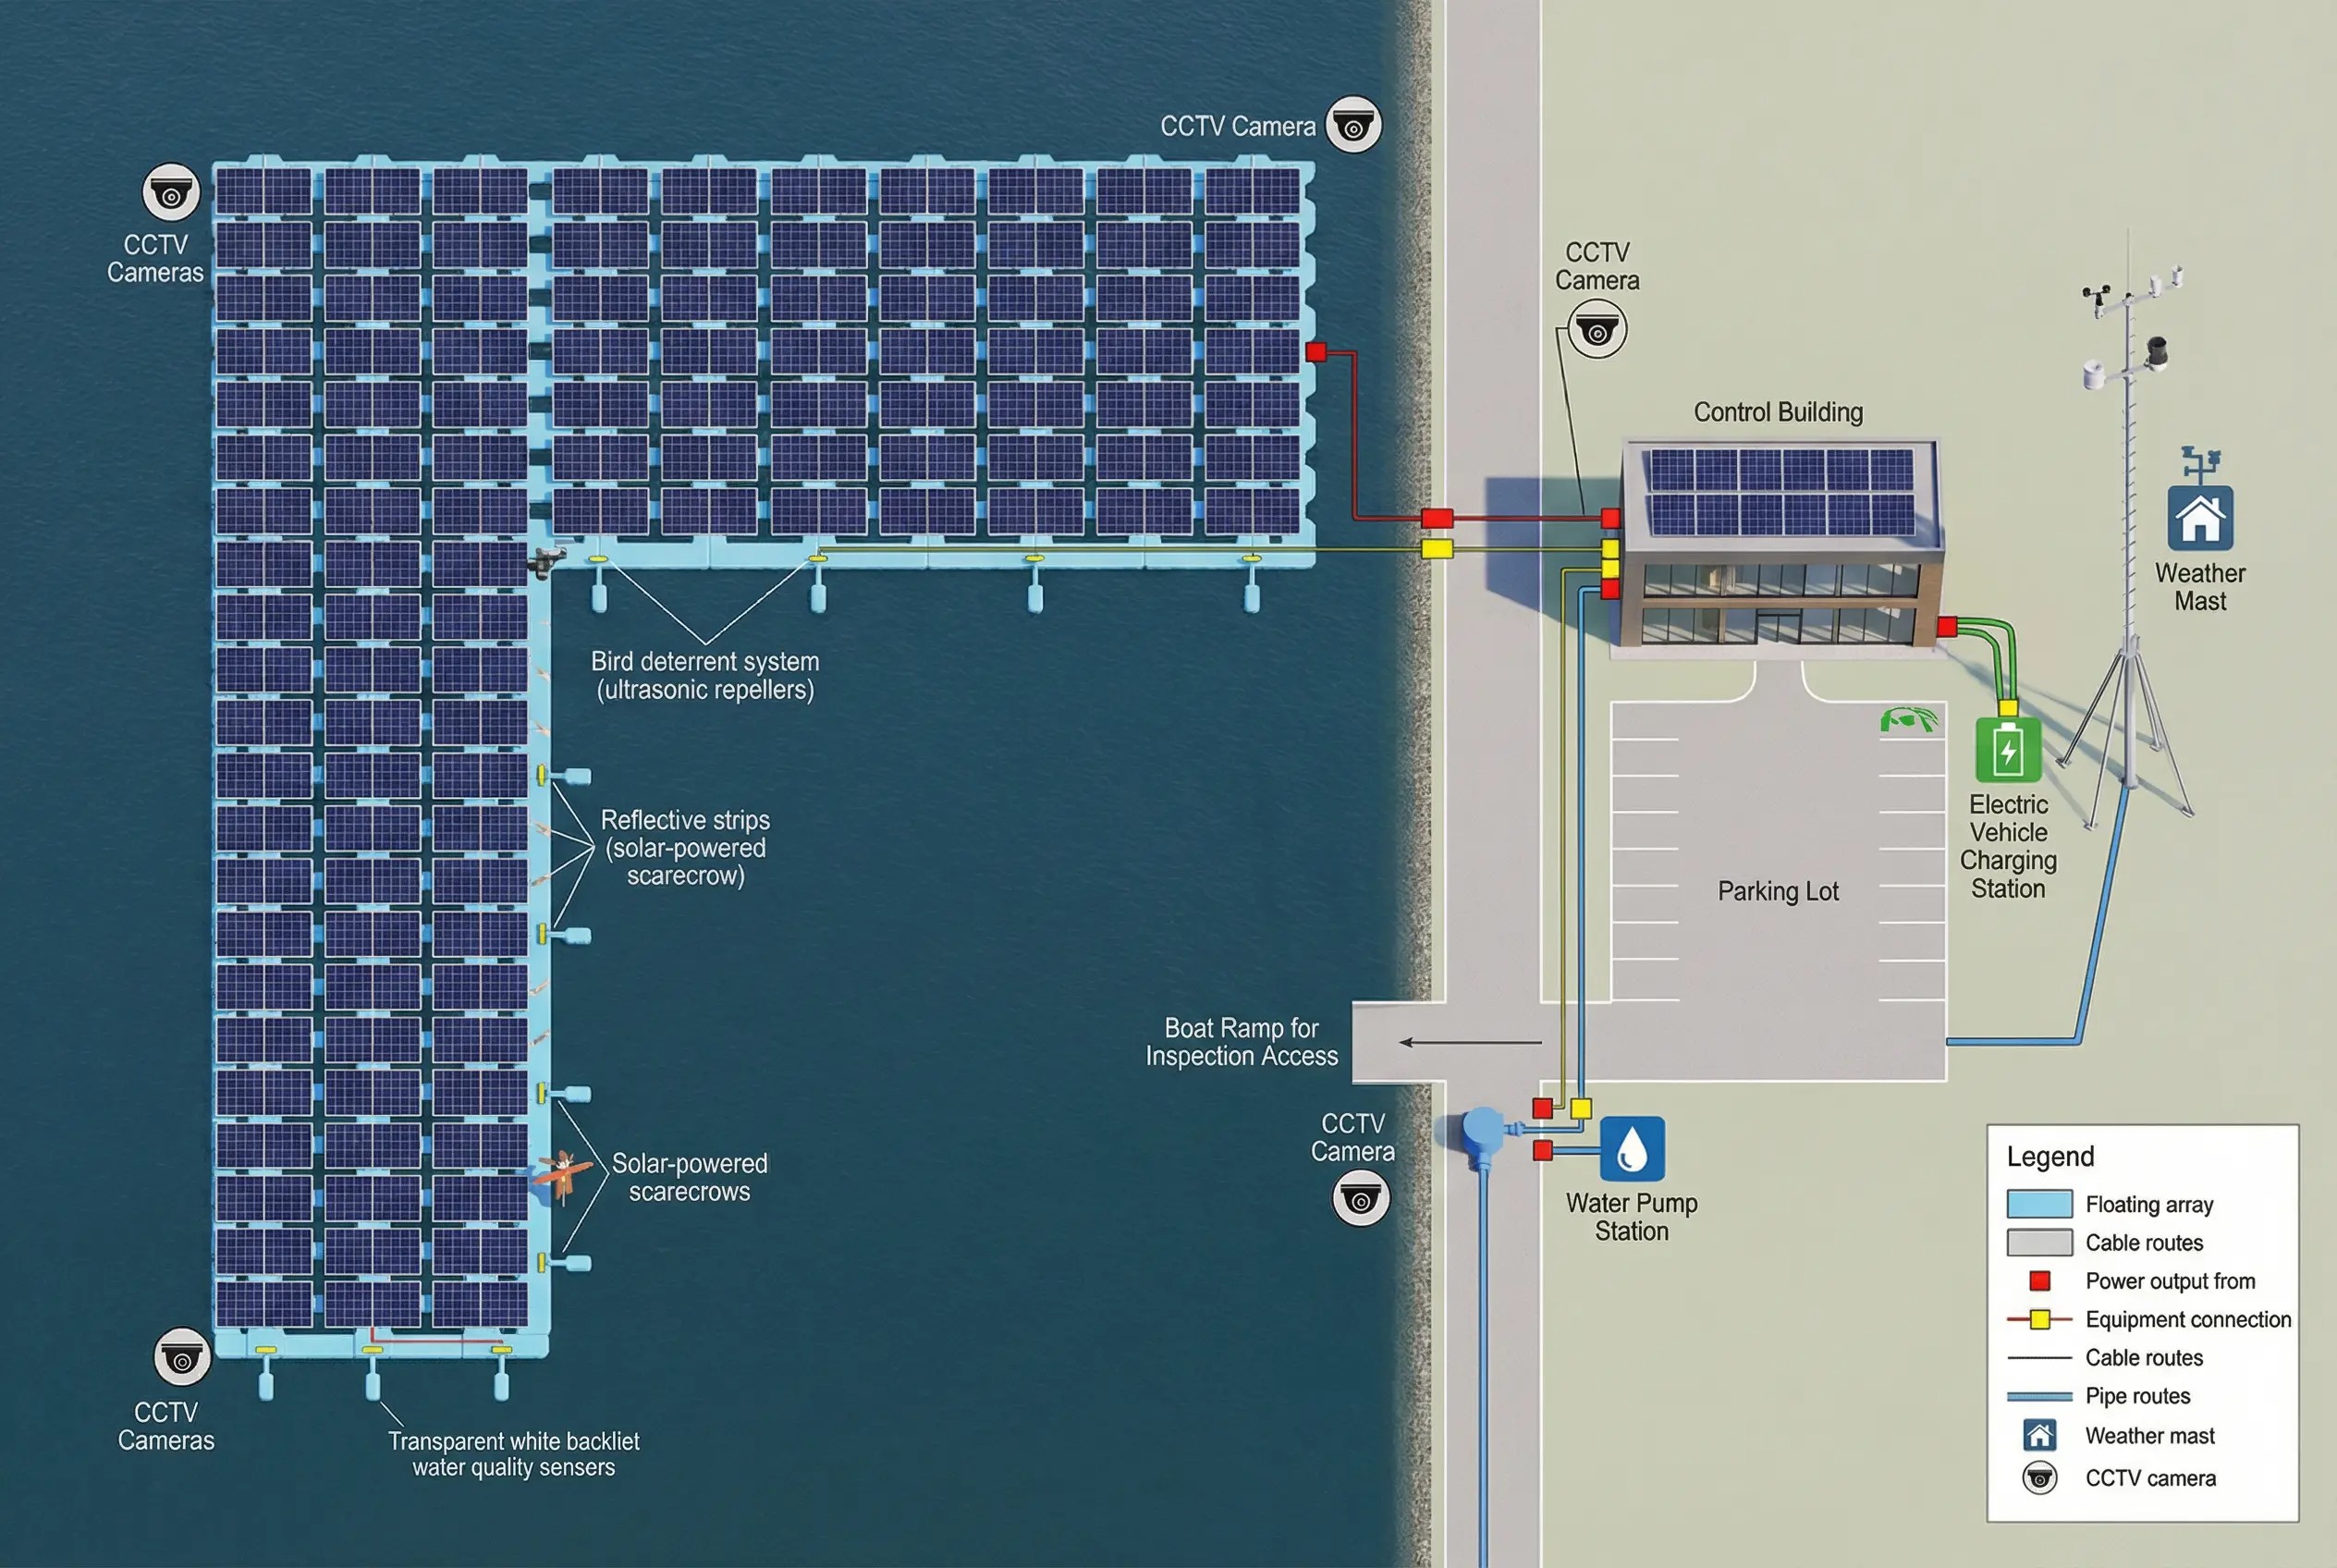 CCTV Camera
CCTV
Cameras
CCTV
Camera
Control Building
Weather
Mast
Bird deterrent system
(ultrasonic repellers)
Reflective strips
(solar-powered
scarecrow)
Electric
Vehicle
Charging
Station
Parking Lot
Boat Ramp for
Inspection Access
CCTV
Camera
Solar-powered
scarecrows
Water Pump
Station
CCTV
Cameras
Transparent white backliet
water quality sensers
Legend
Floating array
Cable routes
Power output from
Equipment connection
Cable routes
Pipe routes
Weather mast
CCTV camera